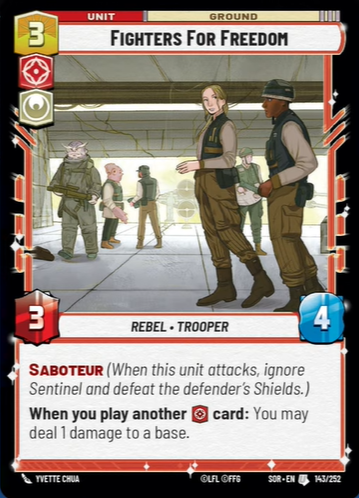 UNIT GROUND
3 FIGHTERS FOR FREEDOM
3 4
REBEL • TROOPER
SABOTEUR (When this unit attacks, ignore
Sentinel and defeat the defender's Shields.)
When you play another card: You may
deal 1 damage to a base.
YVETTE CHUA ©LFL ©FFG SOR • EN U 143/252